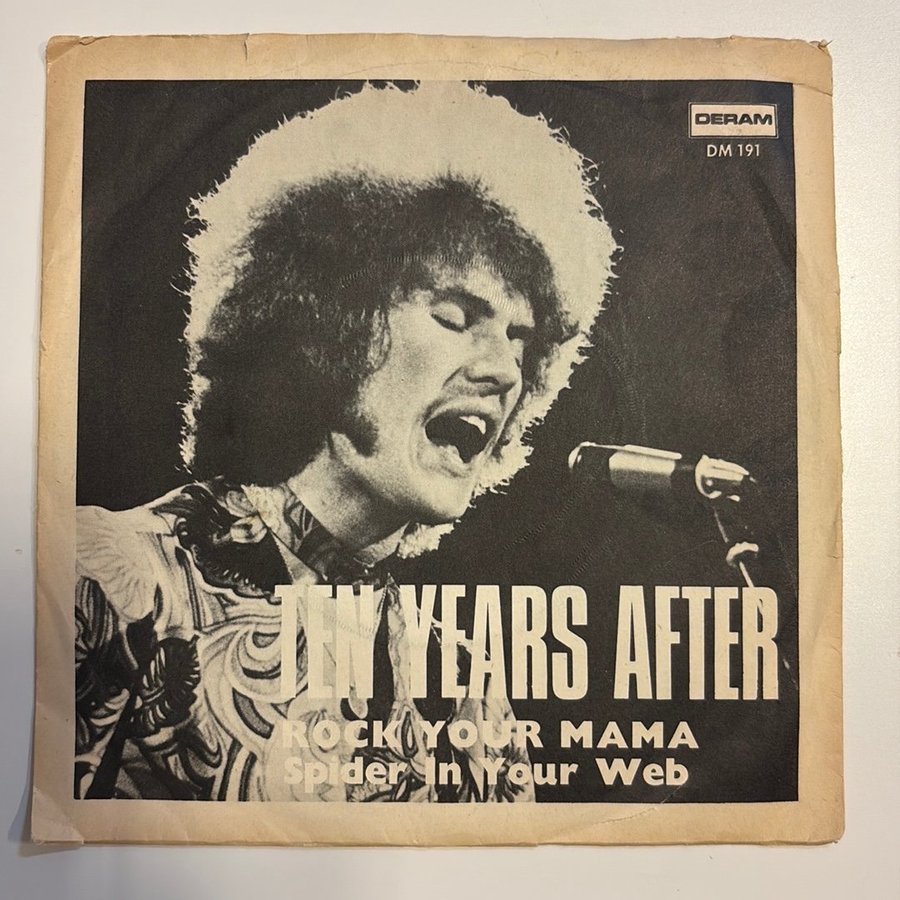 DERAM
DM 191
TEN YEARS AFTER
ROCK YOUR MAMA
Spider In Your Web